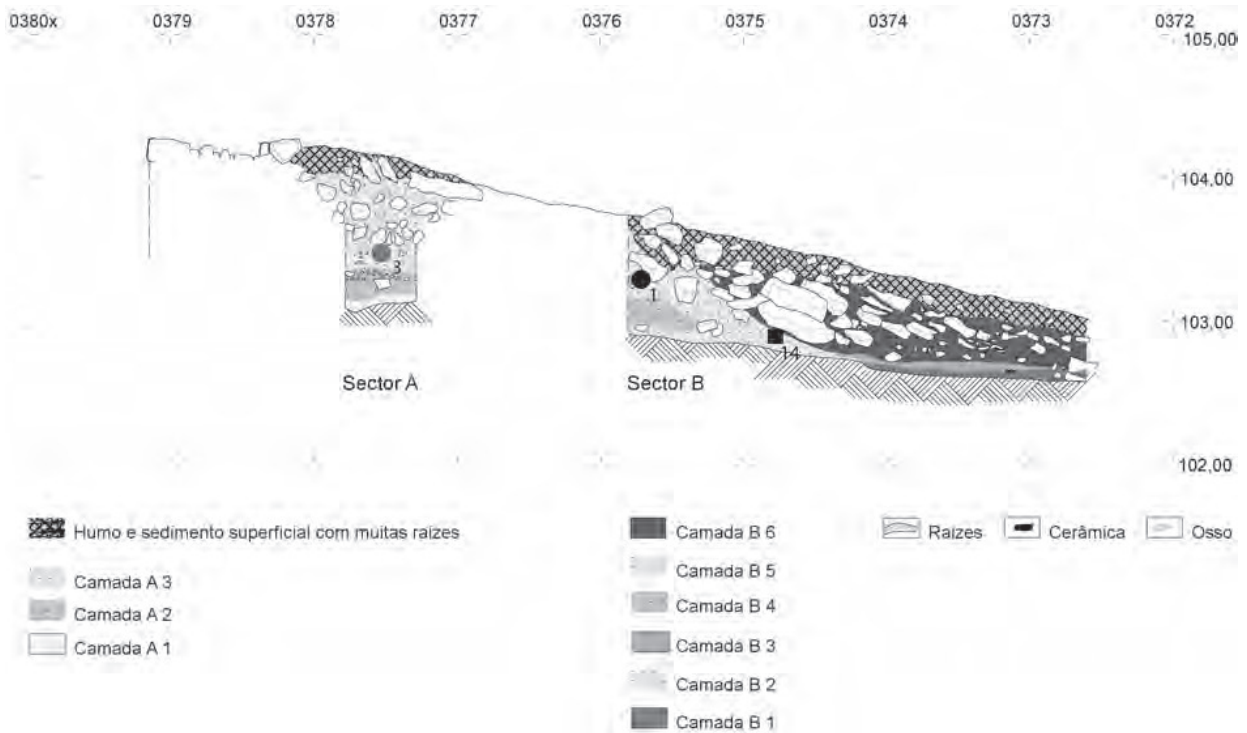 0380x 0379 0378 0377 0376 0375 0374 0373 0372
105,00
104,00
3
1
103,00
14
Sector A Sector B
102,00
Humo e sedimento superficial com muitas raízes
Camada A 3
Camada A 2
Camada A 1
Camada B 6
Camada B 5
Camada B 4
Camada B 3
Camada B 2
Camada B 1
Raízes Cerâmica Osso